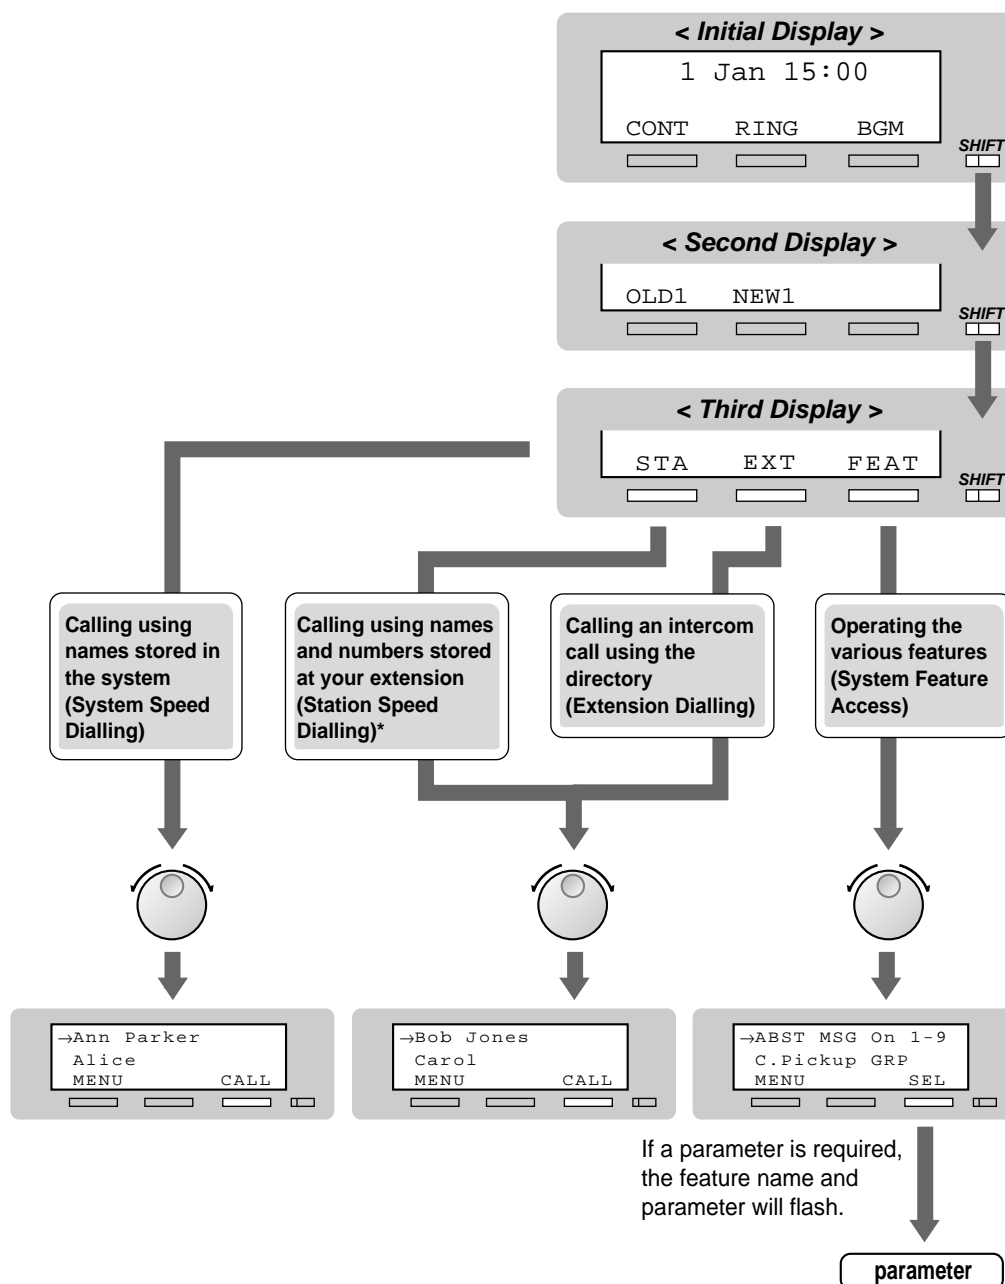 < Initial Display >
1 Jan 15:00
CONT RING BGM
SHIFT
< Second Display >
OLD1 NEW1
SHIFT
< Third Display >
STA EXT FEAT
SHIFT
Calling using
names stored in
the system
(System Speed
Dialling)
Calling using names
and numbers stored
at your extension
(Station Speed
Dialling)*
Calling an intercom
call using the
directory
(Extension Dialling)
Operating the
various features
(System Feature
Access)
→Ann Parker
Alice
MENU CALL
→Bob Jones
Carol
MENU CALL
→ABST MSG On 1-9
C.Pickup GRP
MENU SEL
If a parameter is required,
the feature name and
parameter will flash.
parameter